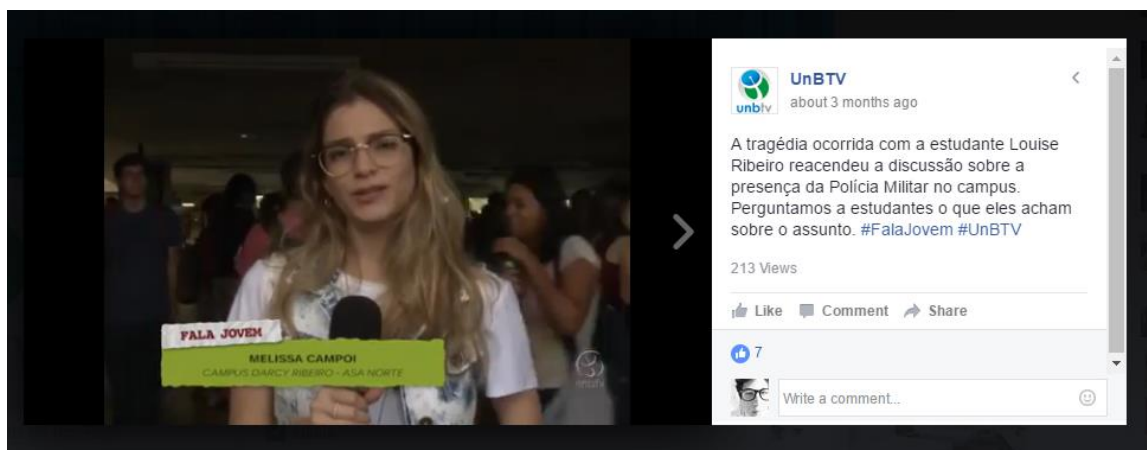 FALA JOVEM
MELISSA CAMPOI
CAMPUS DARCY RIBEIRO - ASA NORTE
unbtv
unbtv
UnBTV
about 3 months ago
A tragédia ocorrida com a estudante Louise
Ribeiro reacendeu a discussão sobre a
presença da Polícia Militar no campus.
Perguntamos a estudantes o que eles acham
sobre o assunto. #FalaJovem #UnBTV
213 Views
Like Comment Share
7
Write a comment...